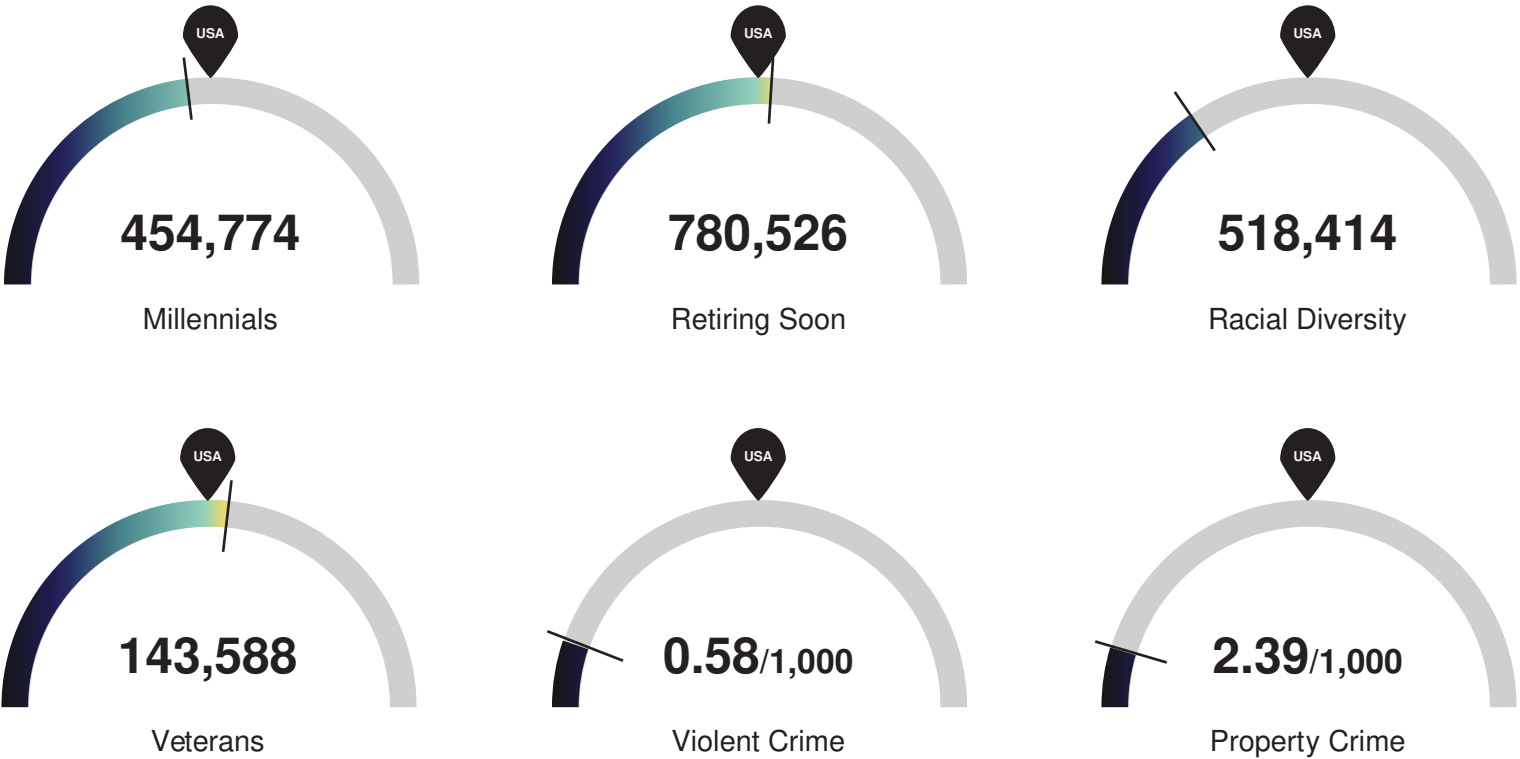 USA
USA
USA
454,774
780,526
518,414
Millennials
Retiring Soon
Racial Diversity
USA
USA
USA
143,588
0.58/1,000
2.39/1,000
Veterans
Violent Crime
Property Crime